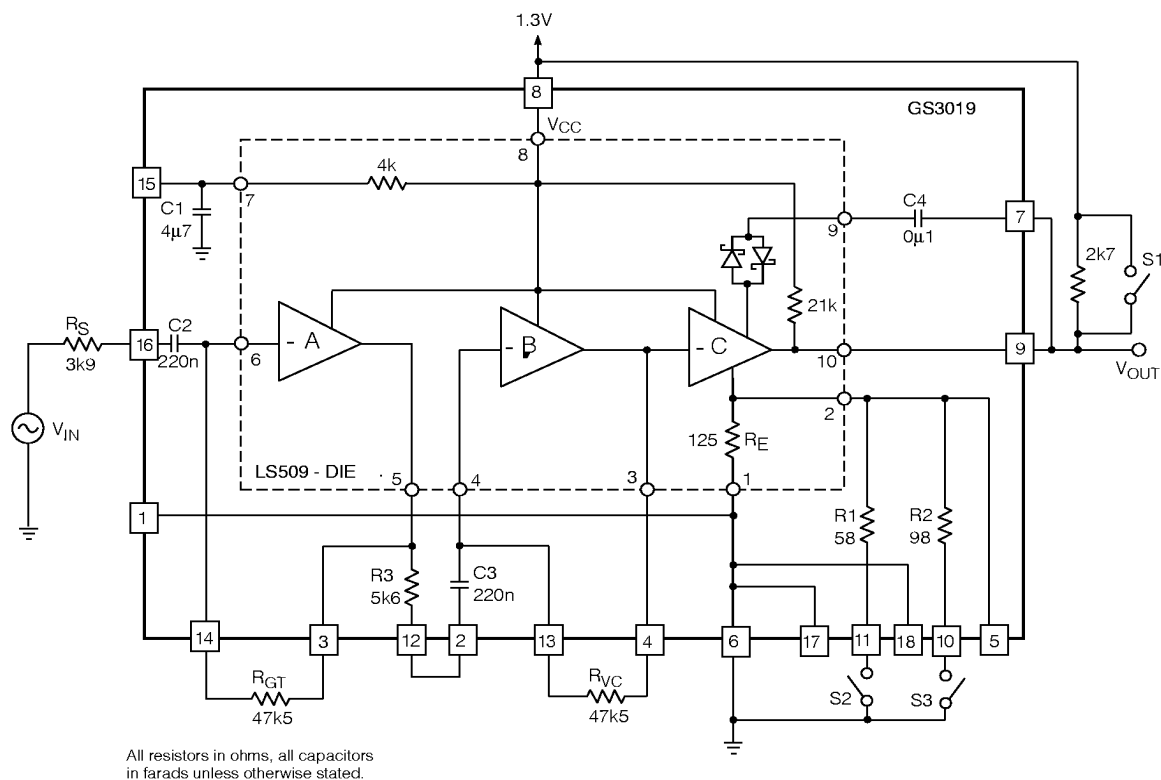 1.3V
8
GS3019
VCC
8
4k
15
7
C1
4µ7
9
C4
0µ1
7
2k7
S1
21k
RS
3k9
16
C2
220n
6
- A
- B
- C
10
9
VOUT
VIN
2
125
RE
LS509 - DIE
5
4
3
1
1
R1
58
R2
98
R3
5k6
C3
220n
14
3
12
2
13
4
6
17
11
18
10
5
RGT
47k5
RVC
47k5
S2
S3
All resistors in ohms, all capacitors
in farads unless otherwise stated.